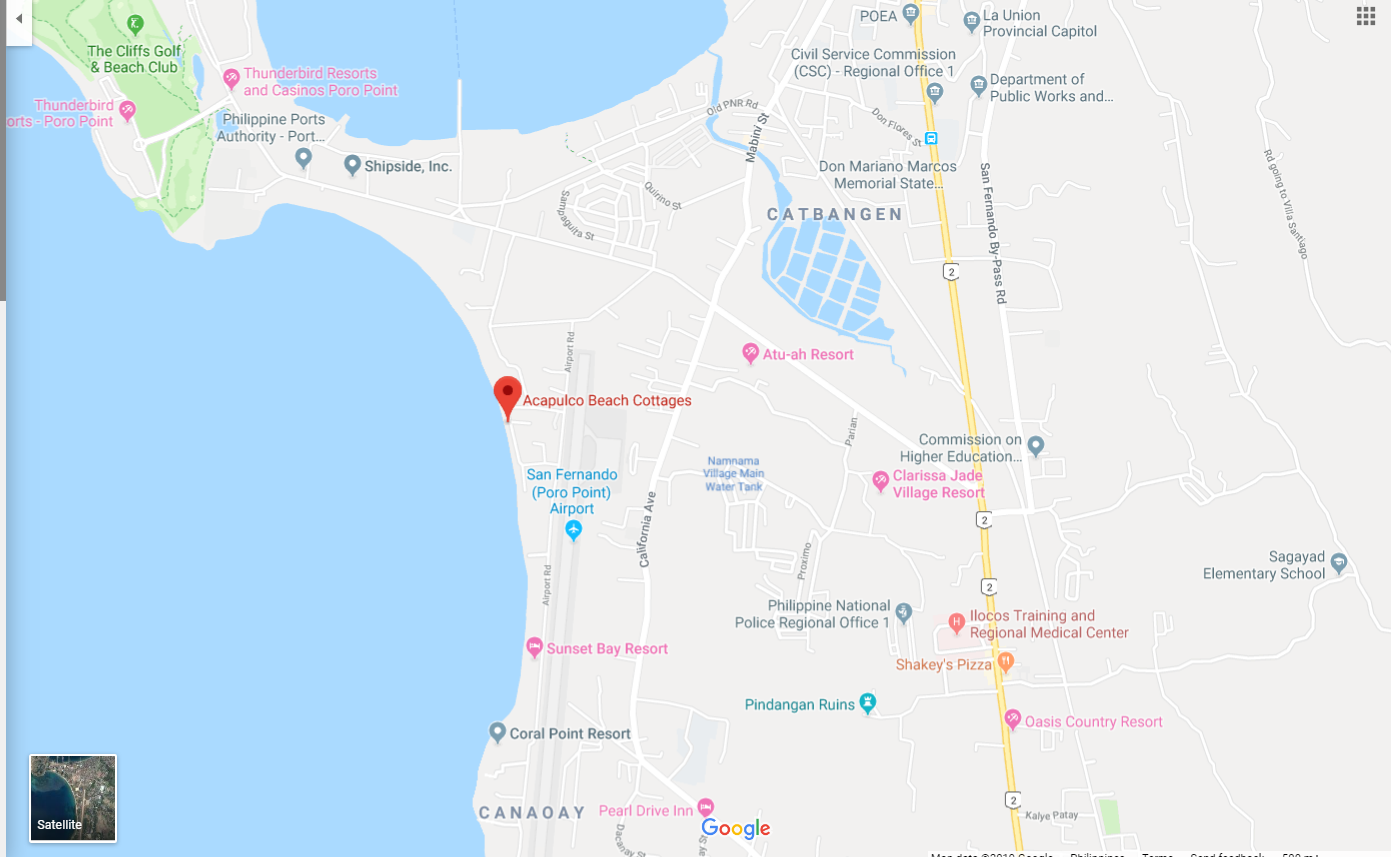 POEA
La Union
Provincial Capitol
The Cliffs Golf
& Beach Club
Civil Service Commission
(CSC) - Regional Office 1
Thunderbird Resorts
and Casinos Poro Point
Department of
Public Works and...
Thunderbird
orts - Poro Point
Old PNR Rd
Mabini St
Don Flores St
Philippine Ports
Authority - Port...
Shipside, Inc.
Don Mariano Marcos
Memorial State...
San Fernando By-Pass Rd
Rd going to Villa Santiago
Quirino St
Sampaguita St
CATBANGEN
2
Airport Rd
Atu-ah Resort
Acapulco Beach Cottages
Parian
Commission on
Higher Education...
Namnama
Village Main
Water Tank
San Fernando
(Poro Point)
Airport
Clarissa Jade
Village Resort
California Ave
2
Proximo
Airport Rd
Sagayad
Elementary School
2
Philippine National
Police Regional Office 1
Ilocos Training and
Regional Medical Center
H
Sunset Bay Resort
Shakey's Pizza
Pindangan Ruins
Oasis Country Resort
Coral Point Resort
Satellite
CANAOAY
Pearl Drive Inn
2
Kalye Patay
Google
Dacanay St
Map data ©2019 Google
Philippines
Terms
Send feedback
500 m